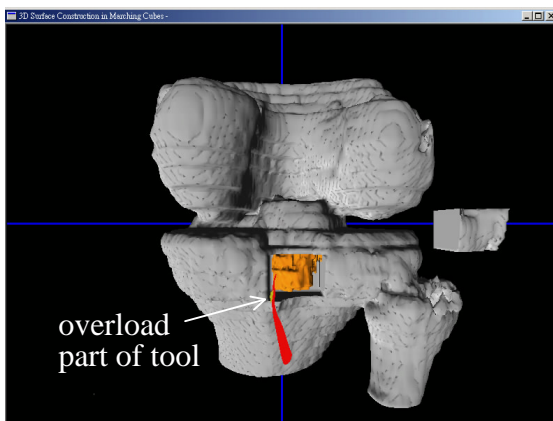 3D Surface Construction in Marching Cubes -
overload
part of tool